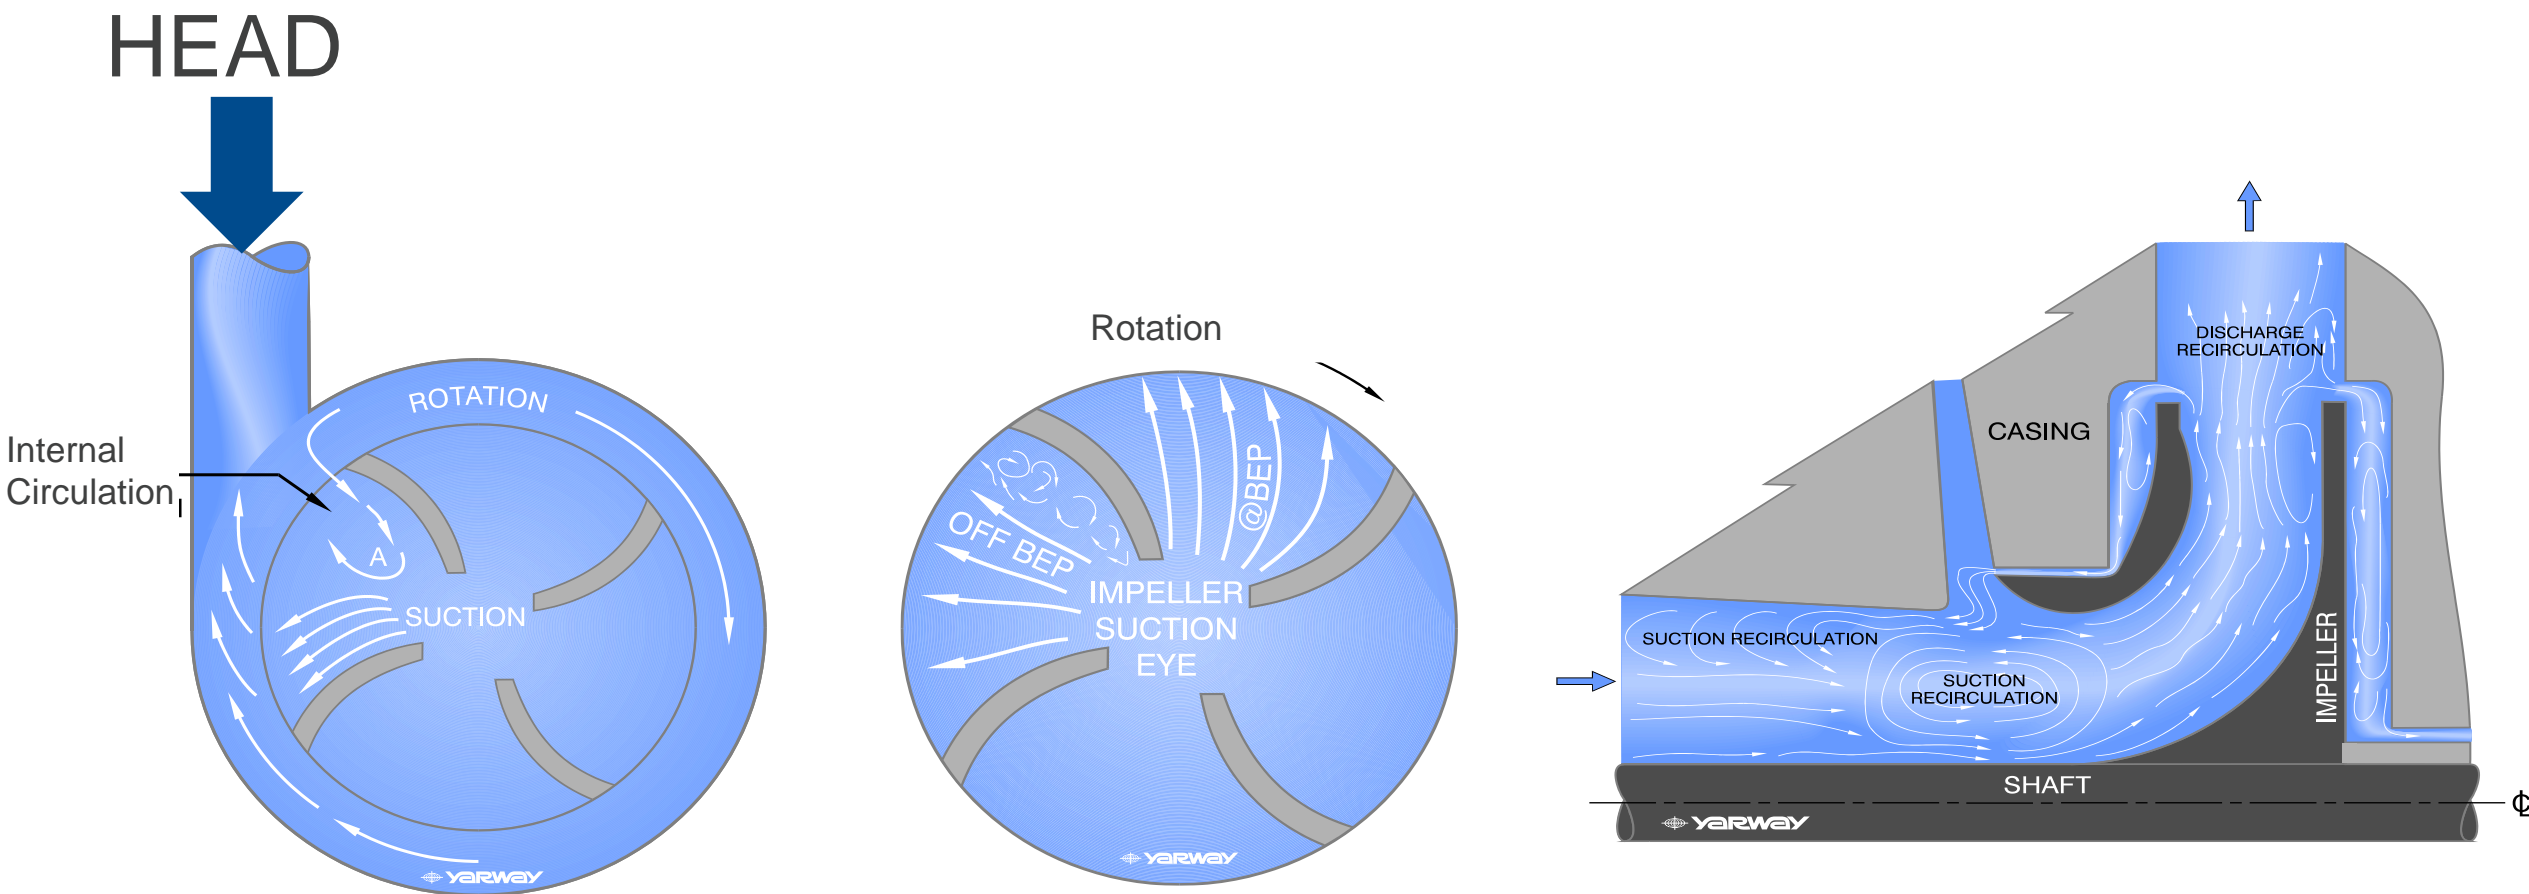 HEAD
ROTATION
Internal
Circulation
A
SUCTION
YARWAY
Rotation
@BEP
OFF BEP
IMPELLER
SUCTION
EYE
YARWAY
DISCHARGE
RECIRCULATION
CASING
SUCTION RECIRCULATION
SUCTION
RECIRCULATION
IMPELLER
SHAFT
℄
YARWAY